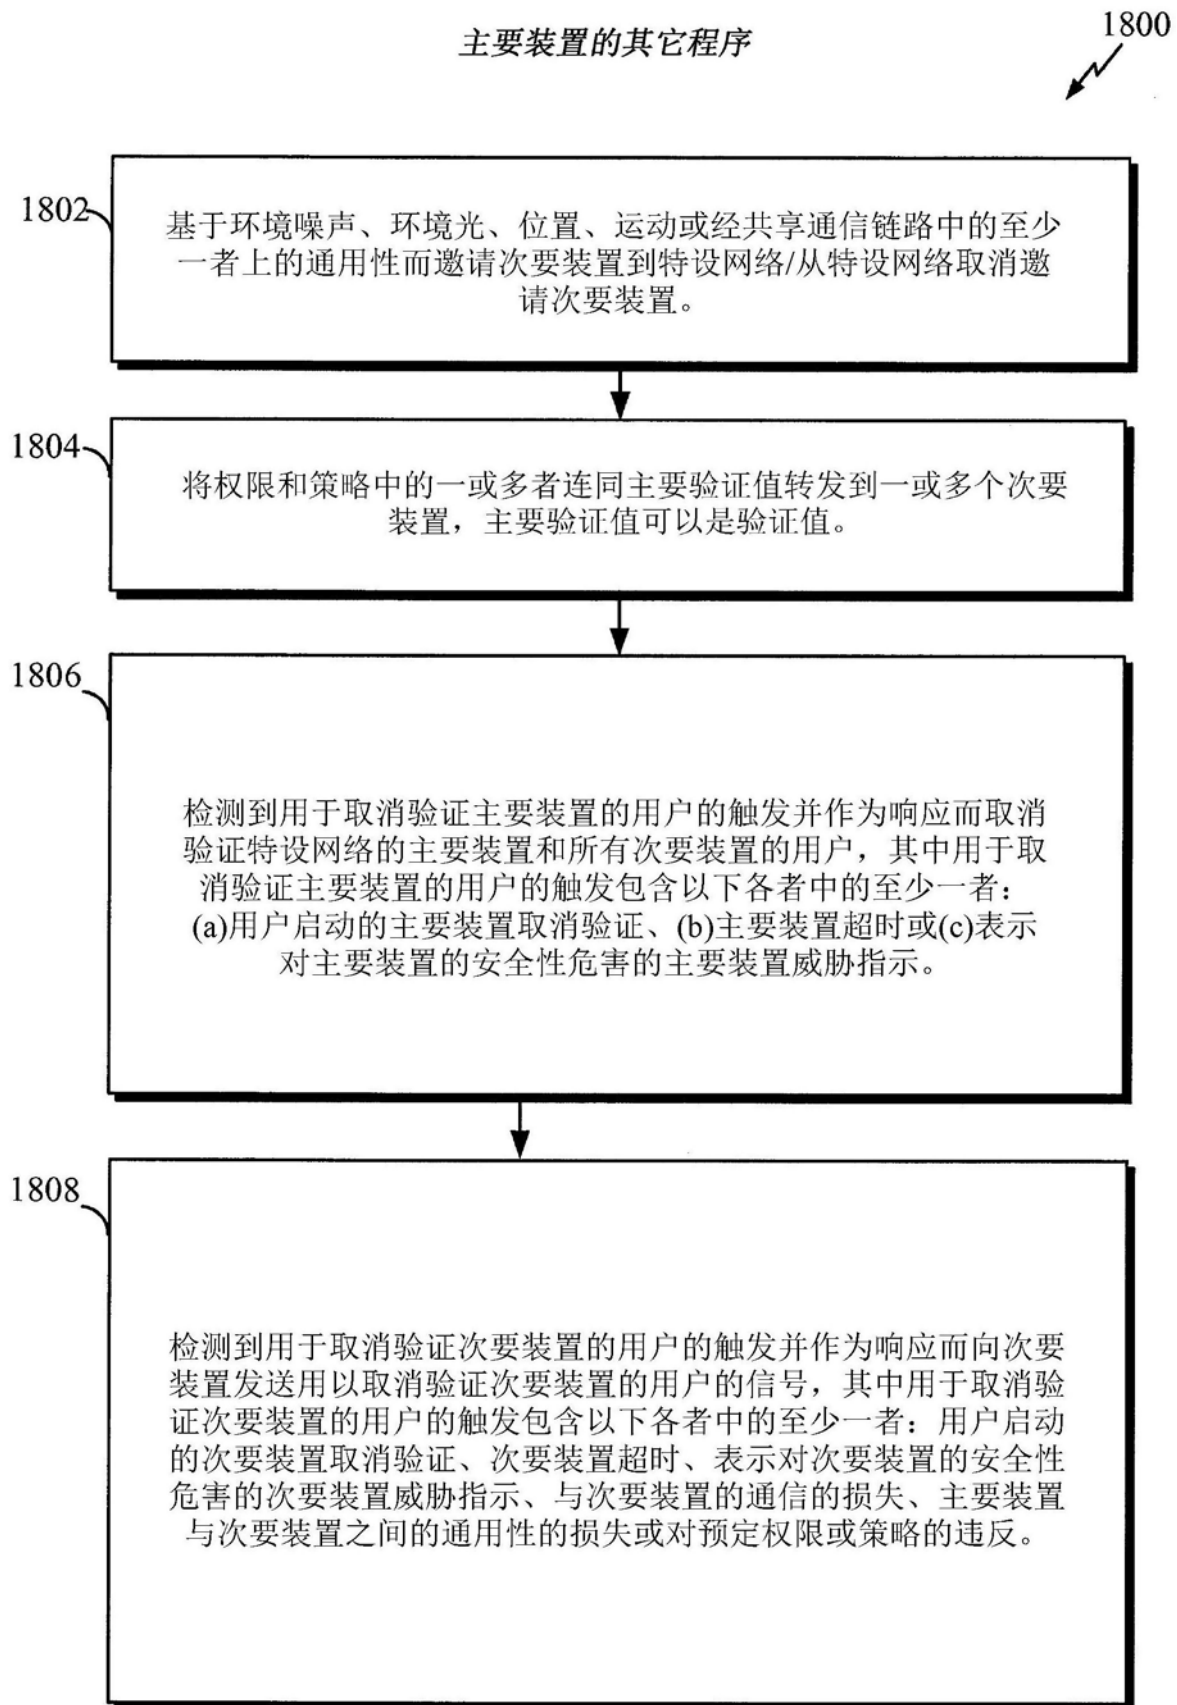 主要装置的其它程序
1800
1802
基于环境噪声、环境光、位置、运动或经共享通信链路中的至少
一者上的通用性而邀请次要装置到特设网络/从特设网络取消邀
请次要装置。
1804
将权限和策略中的一或多者连同主要验证值转发到一或多个次要
装置，主要验证值可以是验证值。
1806
检测到用于取消验证主要装置的用户的触发并作为响应而取消
验证特设网络的主要装置和所有次要装置的用户，其中用于取
消验证主要装置的用户的触发包含以下各者中的至少一者：
(a)用户启动的主要装置取消验证、(b)主要装置超时或(c)表示
对主要装置的安全性危害的主要装置威胁指示。
1808
检测到用于取消验证次要装置的用户的触发并作为响应而向次要
装置发送用以取消验证次要装置的用户的信号，其中用于取消验
证次要装置的用户的触发包含以下各者中的至少一者：用户启动
的次要装置取消验证、次要装置超时、表示对次要装置的安全性
危害的次要装置威胁指示、与次要装置的通信的损失、主要装置
与次要装置之间的通用性的损失或对预定权限或策略的违反。